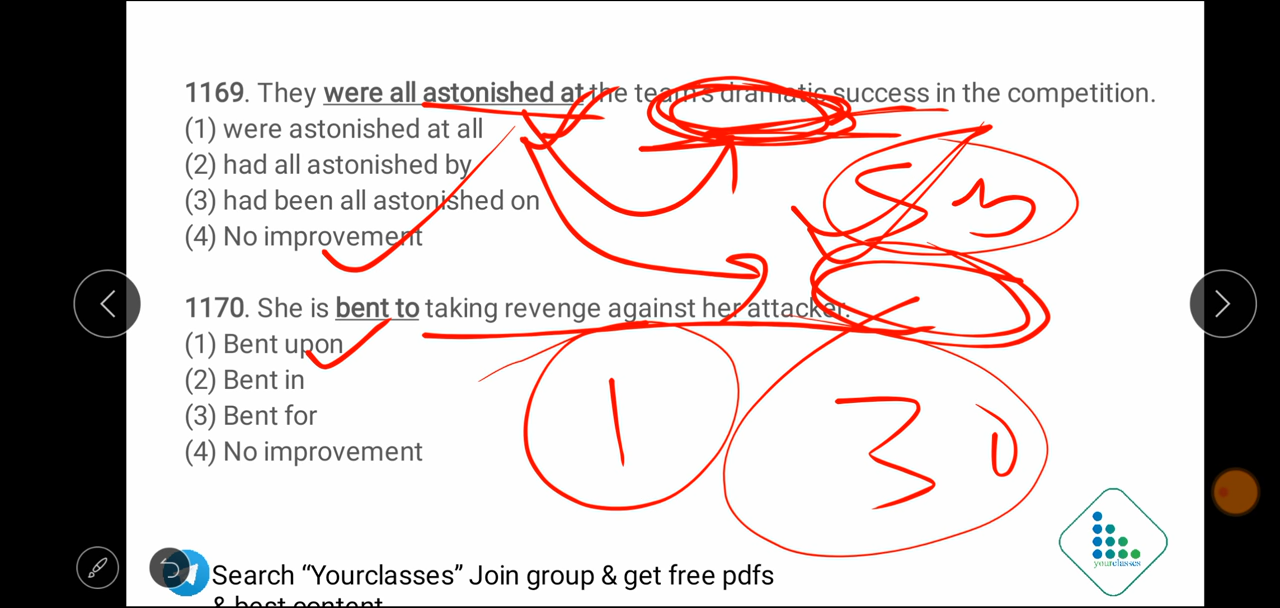 1169. They were all astonished at the team's dramatic success in the competition.
(1) were astonished at all
(2) had all astonished by
(3) had been all astonished on
(4) No improvement
1170. She is bent to taking revenge against her attacker.
(1) Bent upon
(2) Bent in
(3) Bent for
(4) No improvement
1
3
yourclasses
Search “Yourclasses” Join group & get free pdfs
& best content